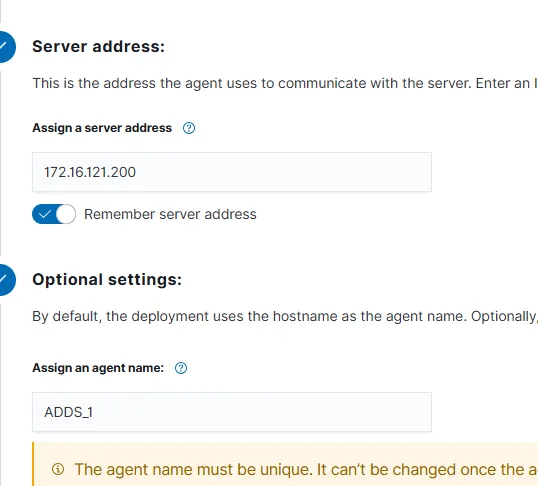 Server address:
This is the address the agent uses to communicate with the server. Enter an
Assign a server address
172.16.121.200
Remember server address
Optional settings:
By default, the deployment uses the hostname as the agent name. Optionally,
Assign an agent name:
ADDS_1
The agent name must be unique. It can't be changed once the